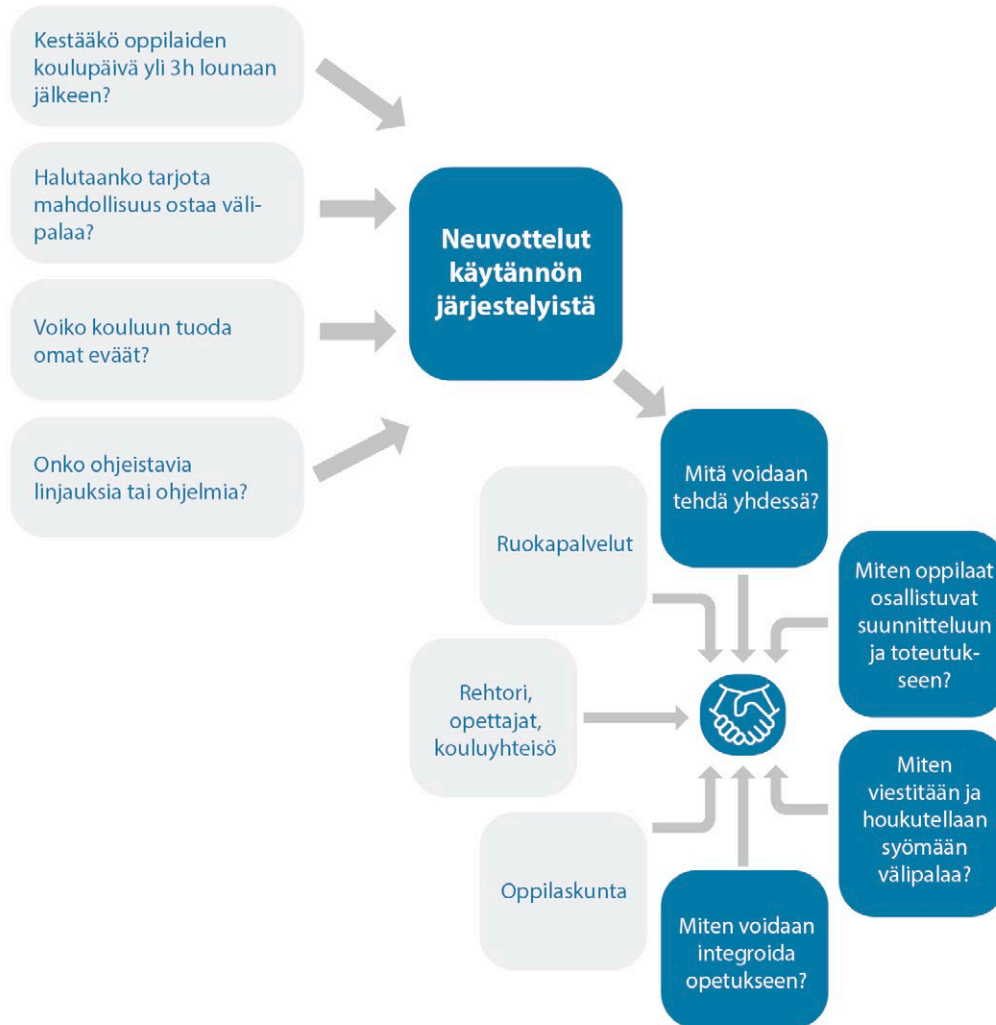 Kestääkö oppilaiden
koulupäivä yli 3h lounaan
jälkeen?
Halutaanko tarjota
mahdollisuus ostaa väli-
palaa?
Voiko kouluun tuoda
omat eväät?
Onko ohjeistavia
linjauksia tai ohjelmia?
Neuvottelut
käytännön
järjestelyistä
Mitä voidaan
tehdä yhdessä?
Ruokapalvelut
Miten oppilaat
osallistuvat
suunnitteluun
ja toteutuk-
seen?
Rehtori,
opettajat,
kouluyhteisö
Miten
viestitään ja
houkutellaan
syömään
välipalaa?
Oppilaskunta
Miten voidaan
integroida
opetukseen?